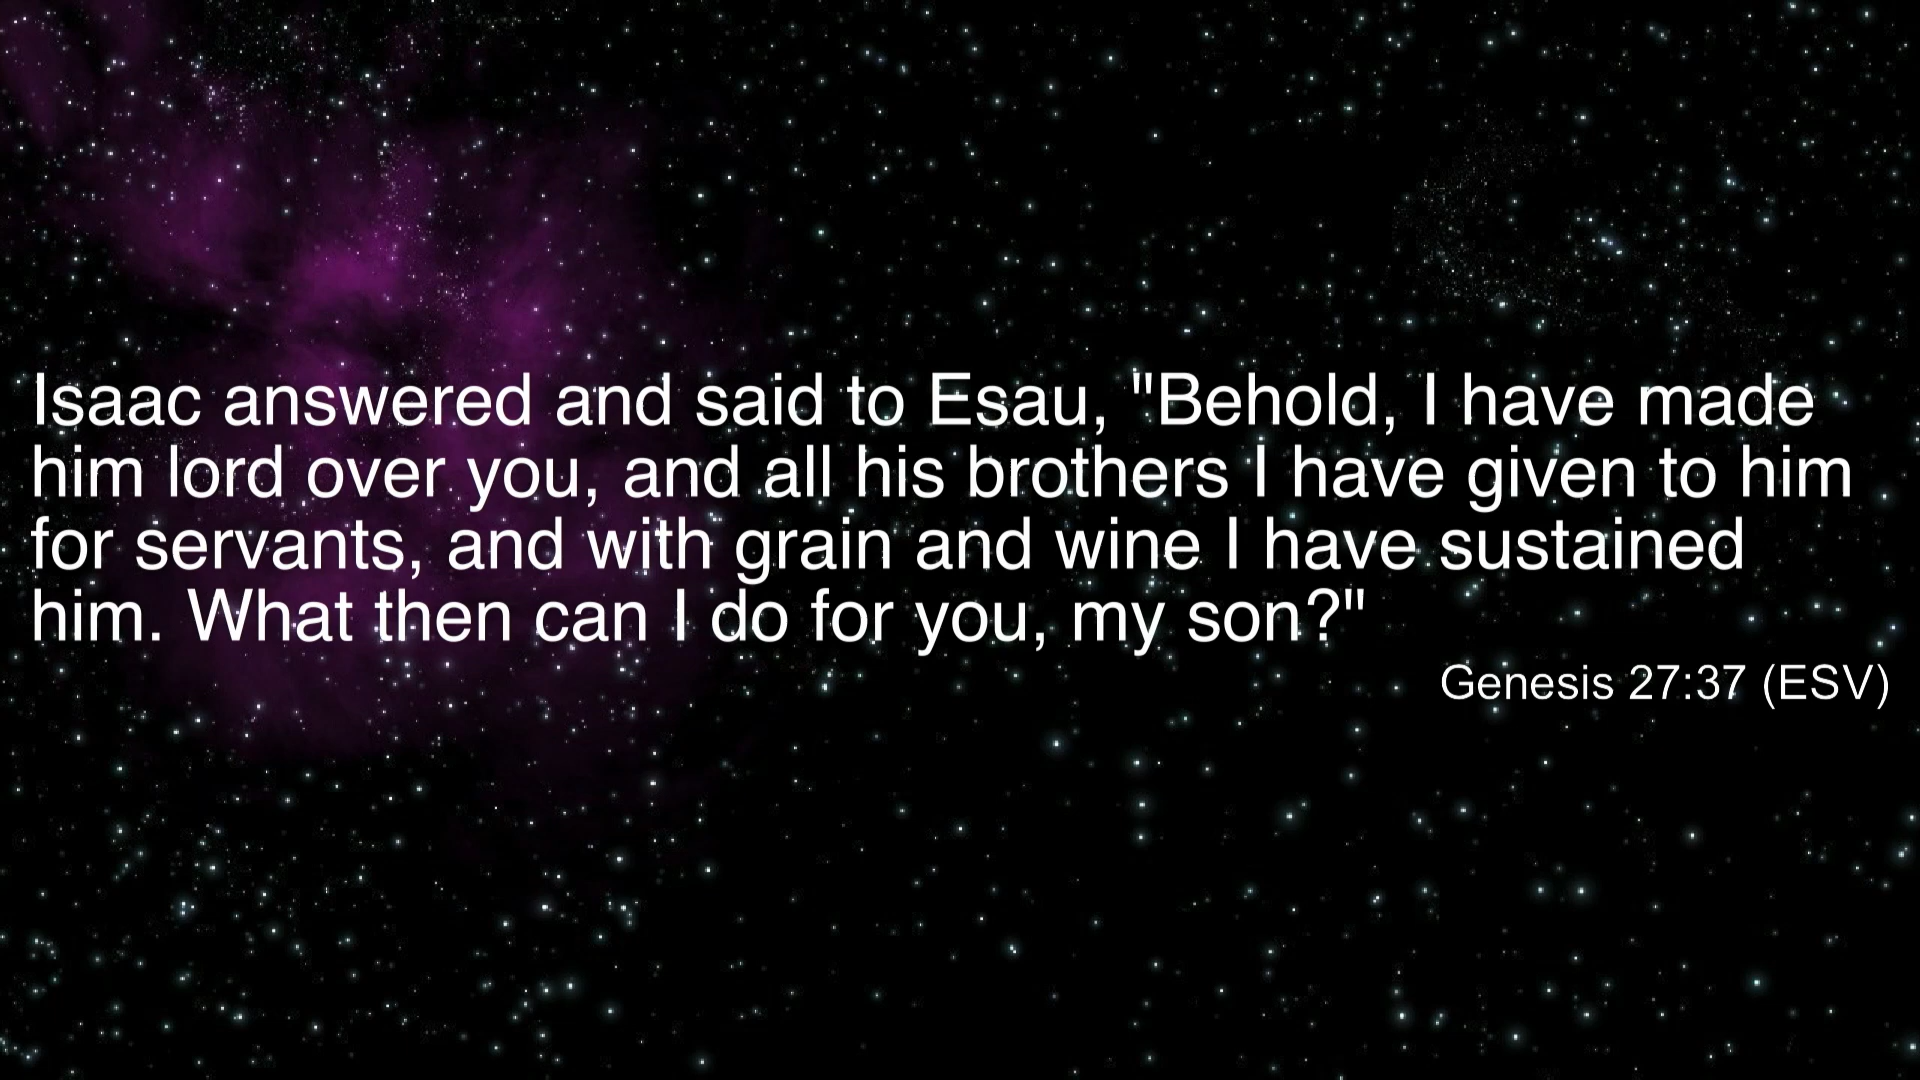 Isaac answered and said to Esau, "Behold, I have made
him lord over you, and all his brothers I have given to him
for servants, and with grain and wine I have sustained
him. What then can I do for you, my son?"
Genesis 27:37 (ESV)